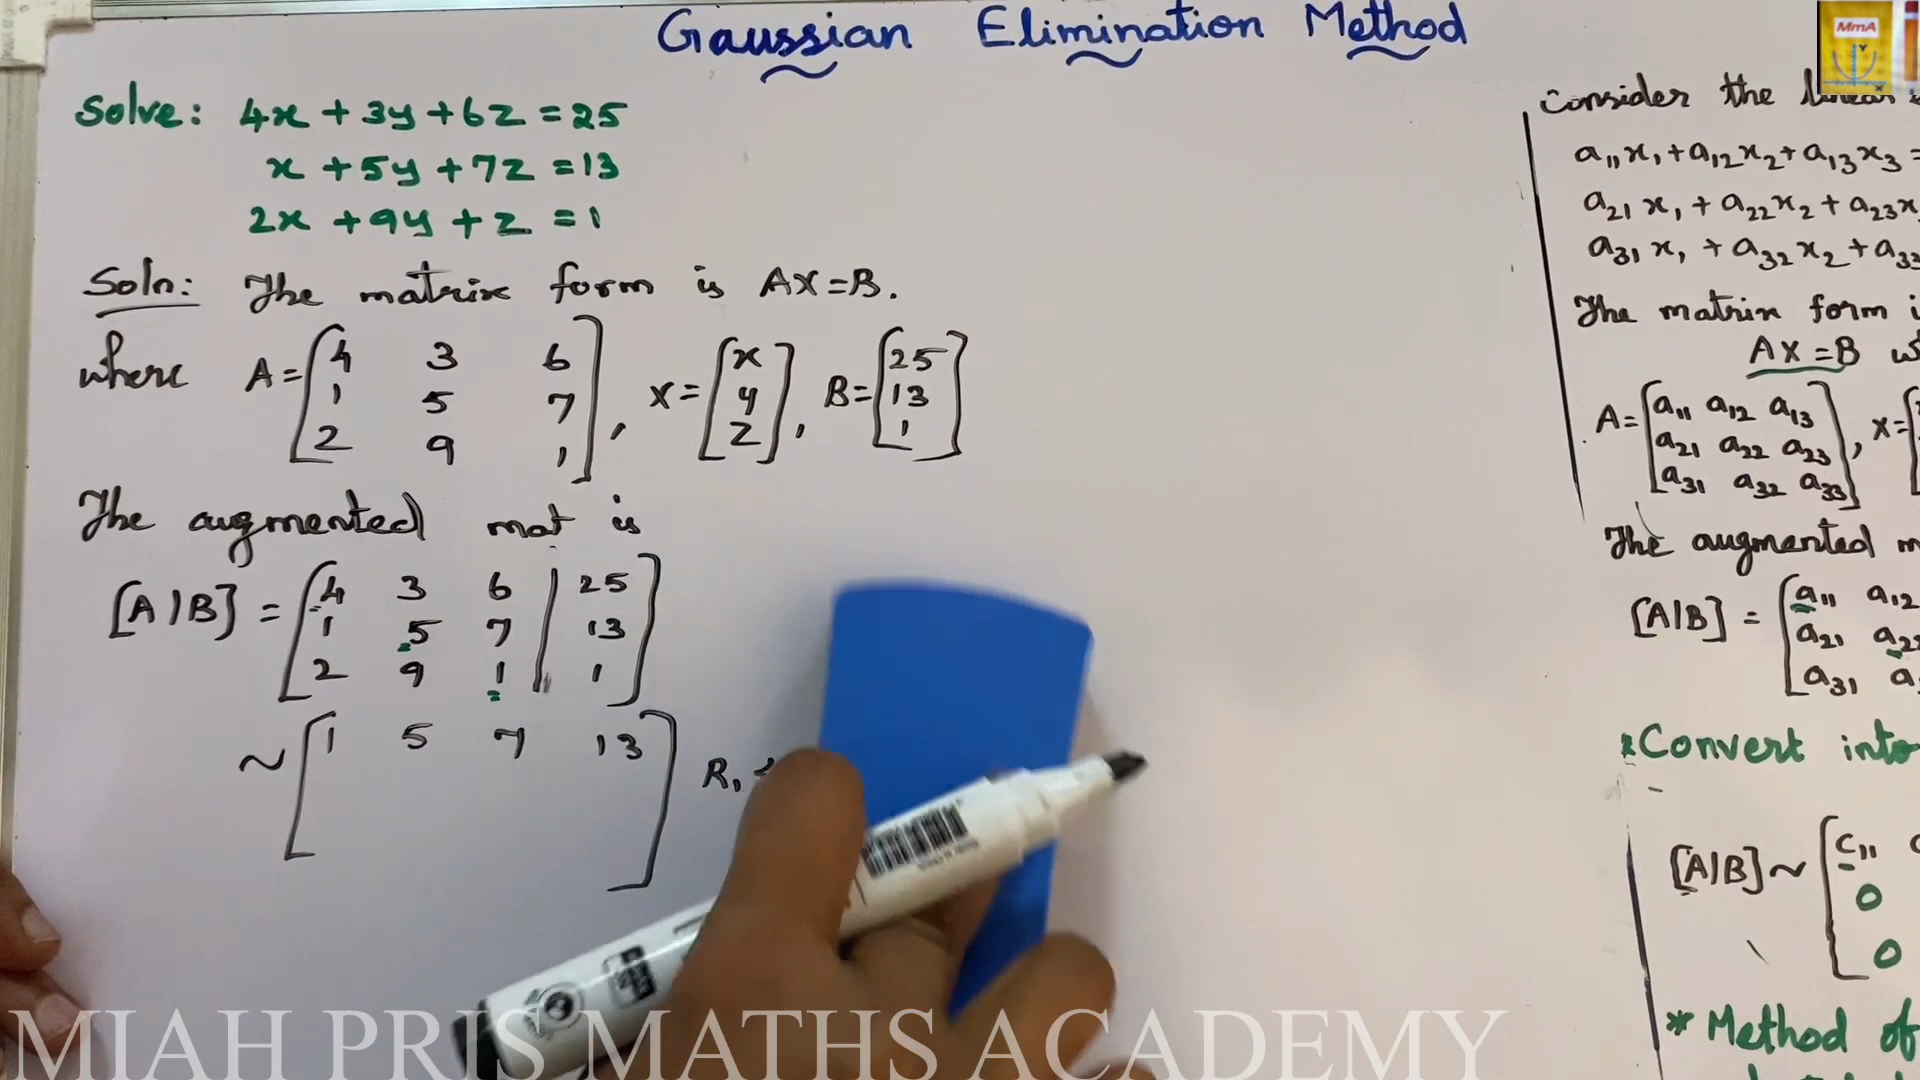 Gaussian Elimination Method
MmA
Solve: 4x + 3y + 6z = 25
x + 5y + 7z = 13
2x + 9y + z = 1
Soln: The matrix form is AX=B.
where A = [4 3 6
1 5 7
2 9 1], X = [x
y
z], B = [25
13
1]
The augmented mat is
[A|B] = [4 3 6 | 25
1 5 7 | 13
2 9 1 | 1]
~ [1 5 7 13] R₁
Consider the linear
a₁₁x₁ + a₁₂x₂ + a₁₃x₃ =
a₂₁x₁ + a₂₂x₂ + a₂₃x
a₃₁x₁ + a₃₂x₂ + a₃₃
The matrix form i
AX = B w
A = [a₁₁ a₁₂ a₁₃
a₂₁ a₂₂ a₂₃
a₃₁ a₃₂ a₃₃], X = [
The augmented m
[A|B] = [a₁₁ a₁₂
a₂₁ a₂₂
a₃₁ a
*Convert into
[A|B] ~ [C₁₁ C
0
0
* Method of
MIAH PRIS MATHS ACADEMY